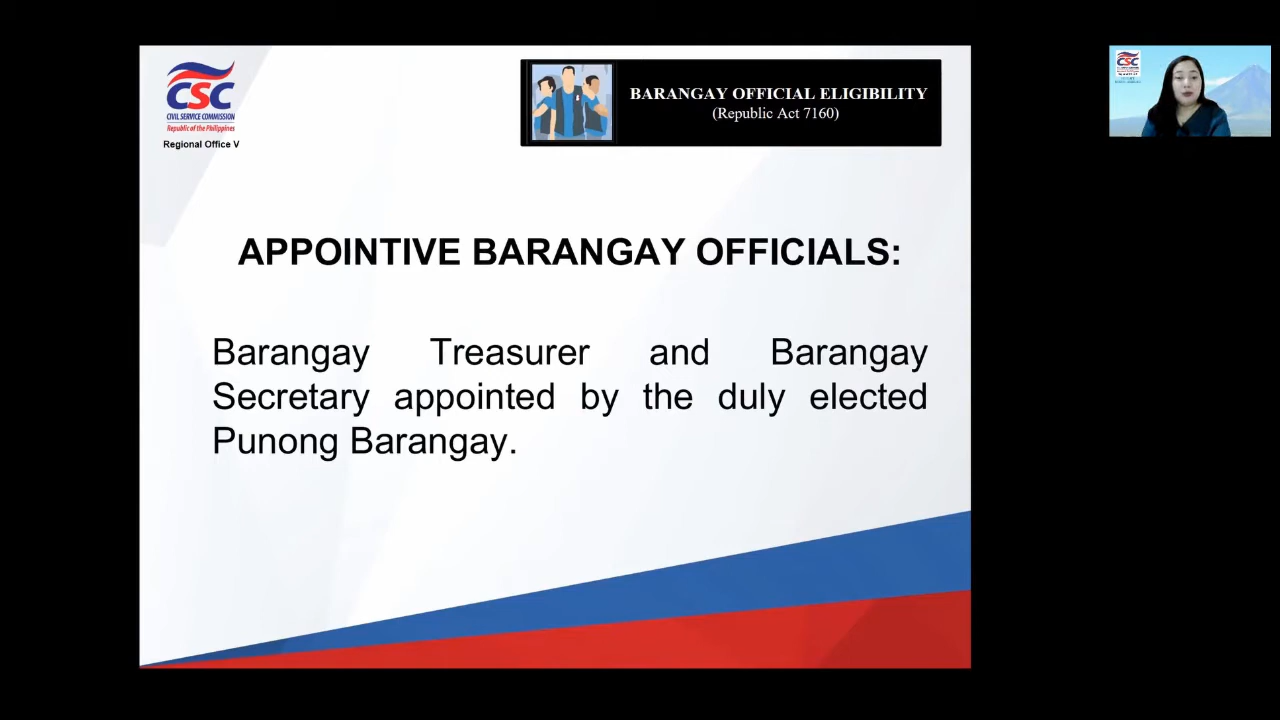 CSC
CIVIL SERVICE COMMISSION
Republic of the Philippines
Regional Office V
BARANGAY OFFICIAL ELIGIBILITY
(Republic Act 7160)
APPOINTIVE BARANGAY OFFICIALS:
Barangay Treasurer and Barangay
Secretary appointed by the duly elected
Punong Barangay.
CSC